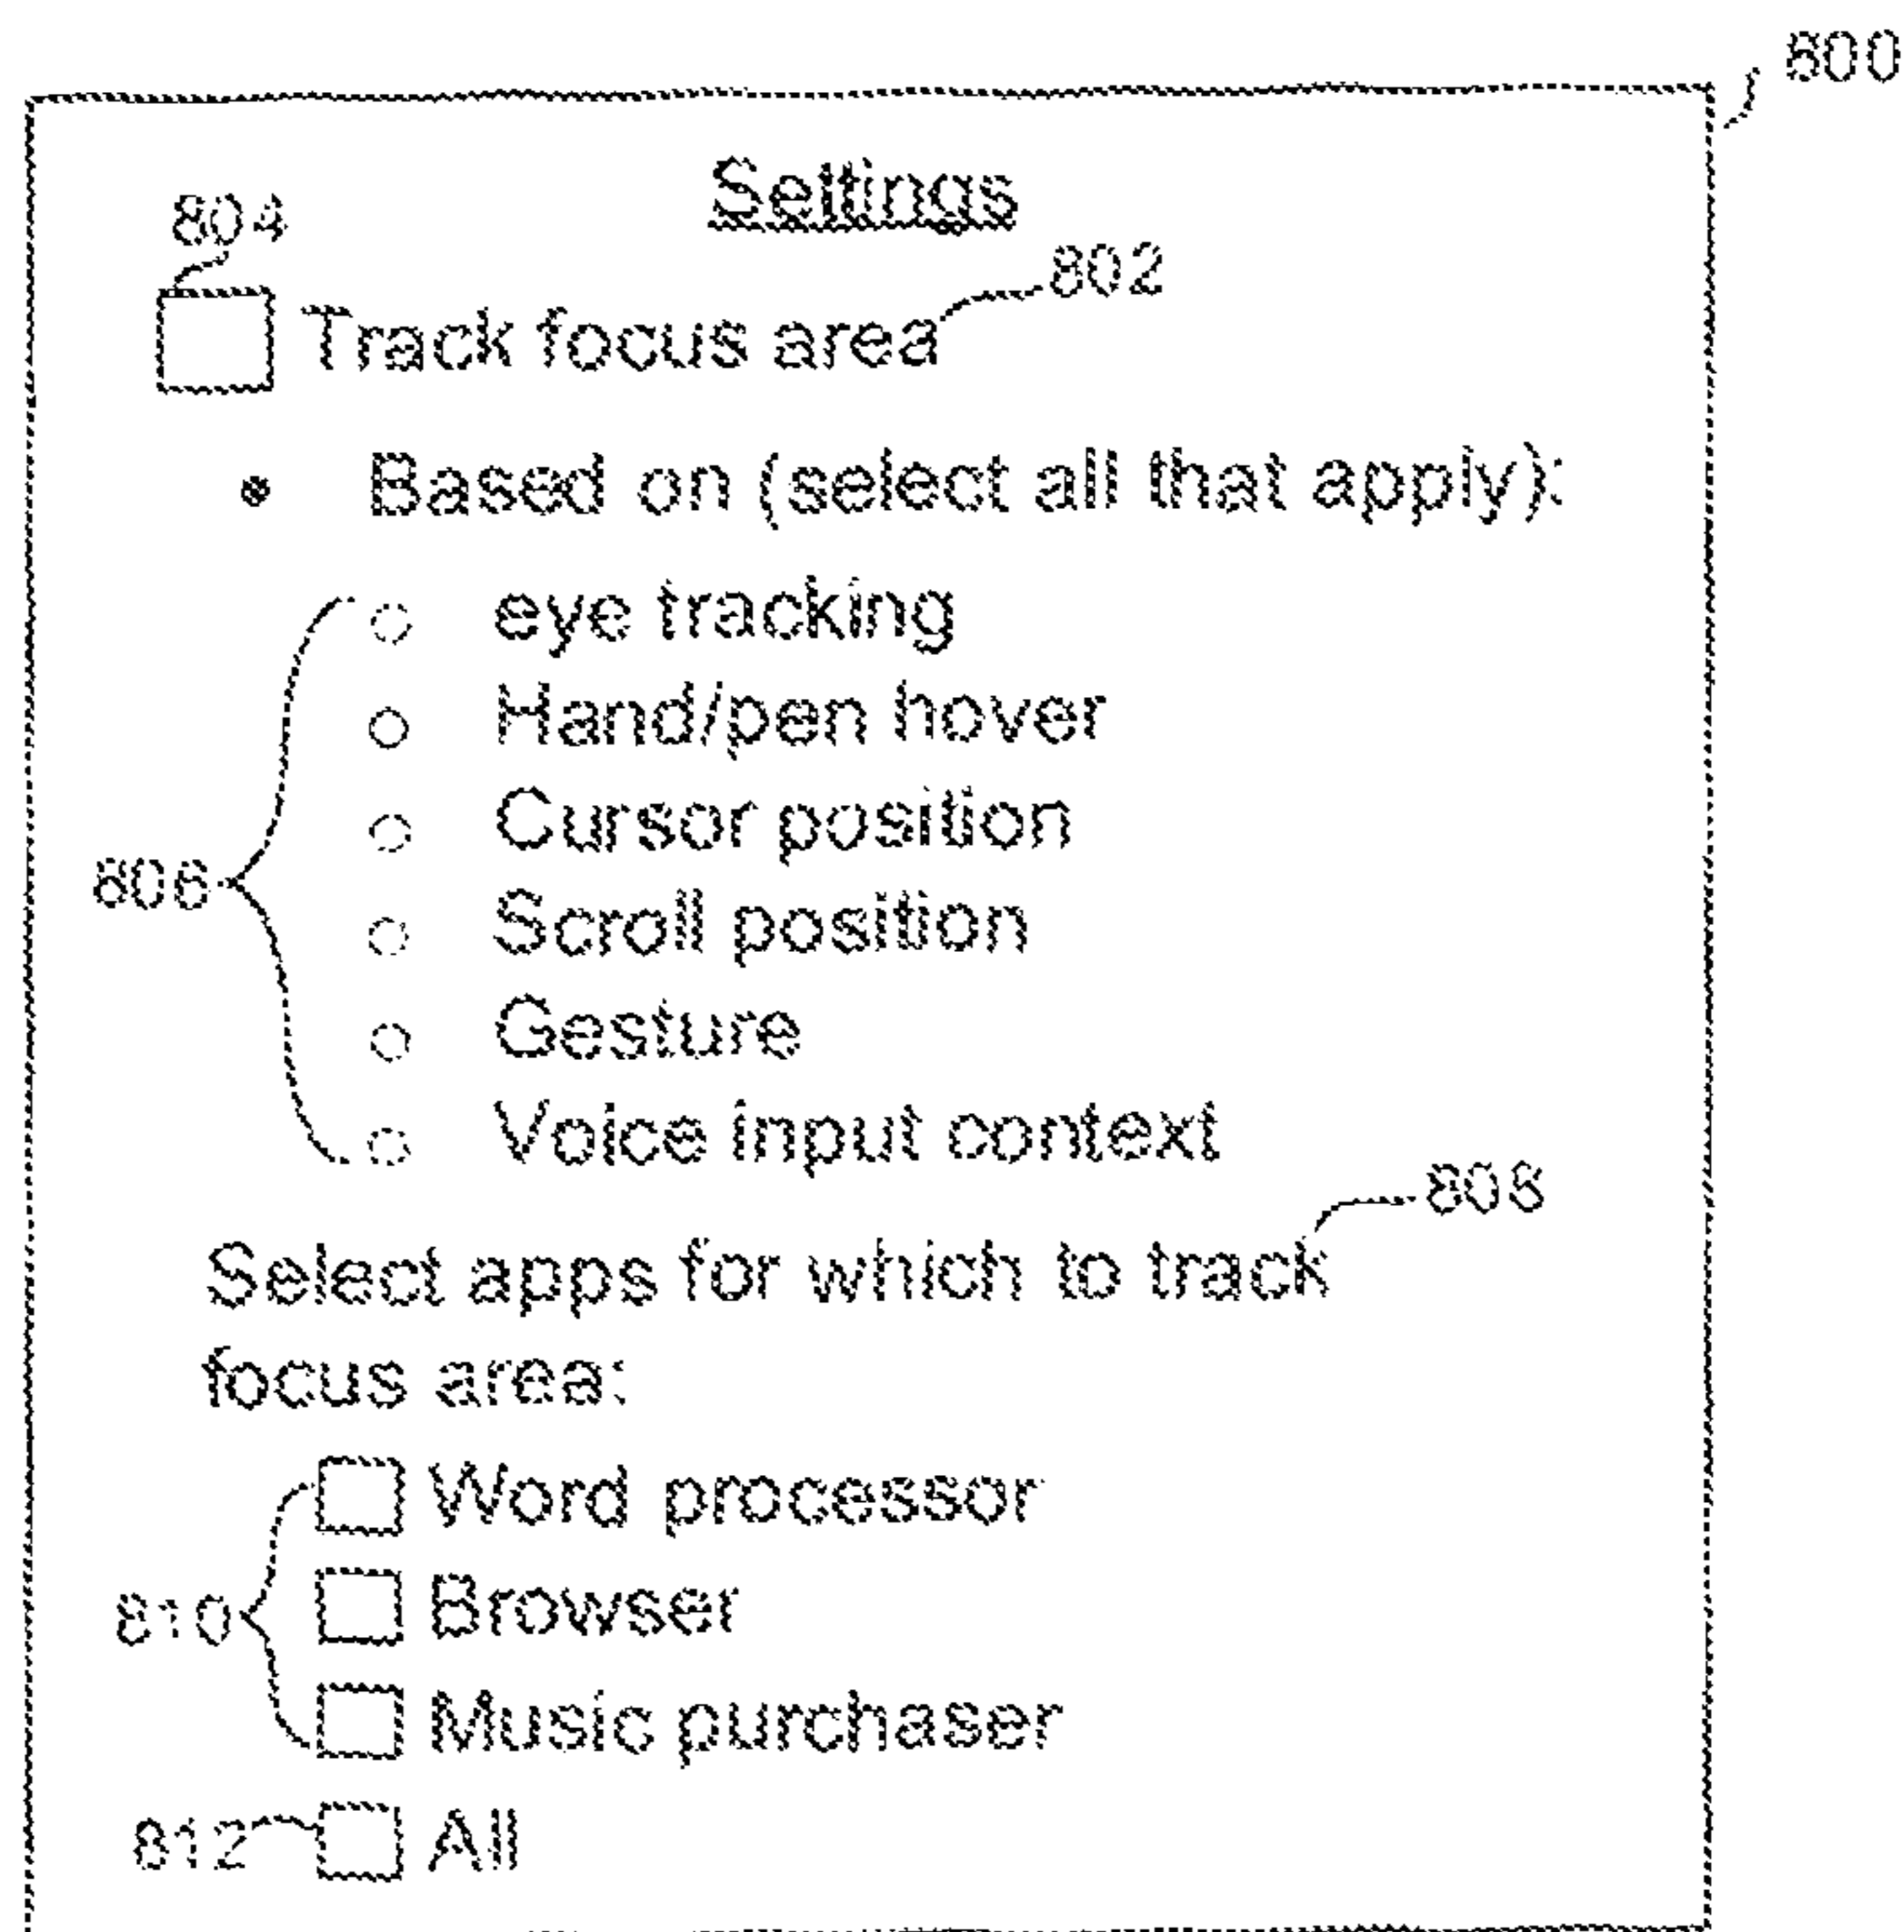 800
Settings
804
802
Track focus area
• Based on (select all that apply):
eye tracking
Hand/pen hover
Cursor position
806
Scroll position
Gesture
Voice input context
808
Select apps for which to track
focus area:
Word processor
810
Browser
Music purchaser
812
All